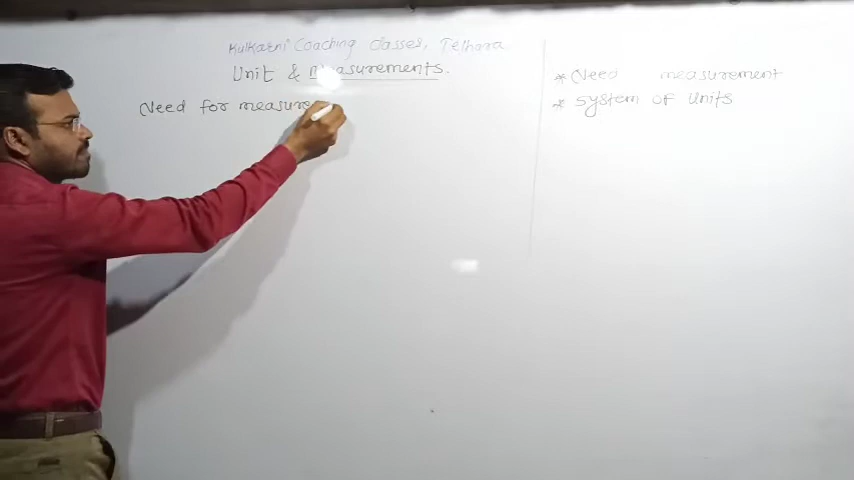 Kulkarni Coaching classes, Telhara
Unit & Measurements.
Need for measure
* Need measurement
* system of Units